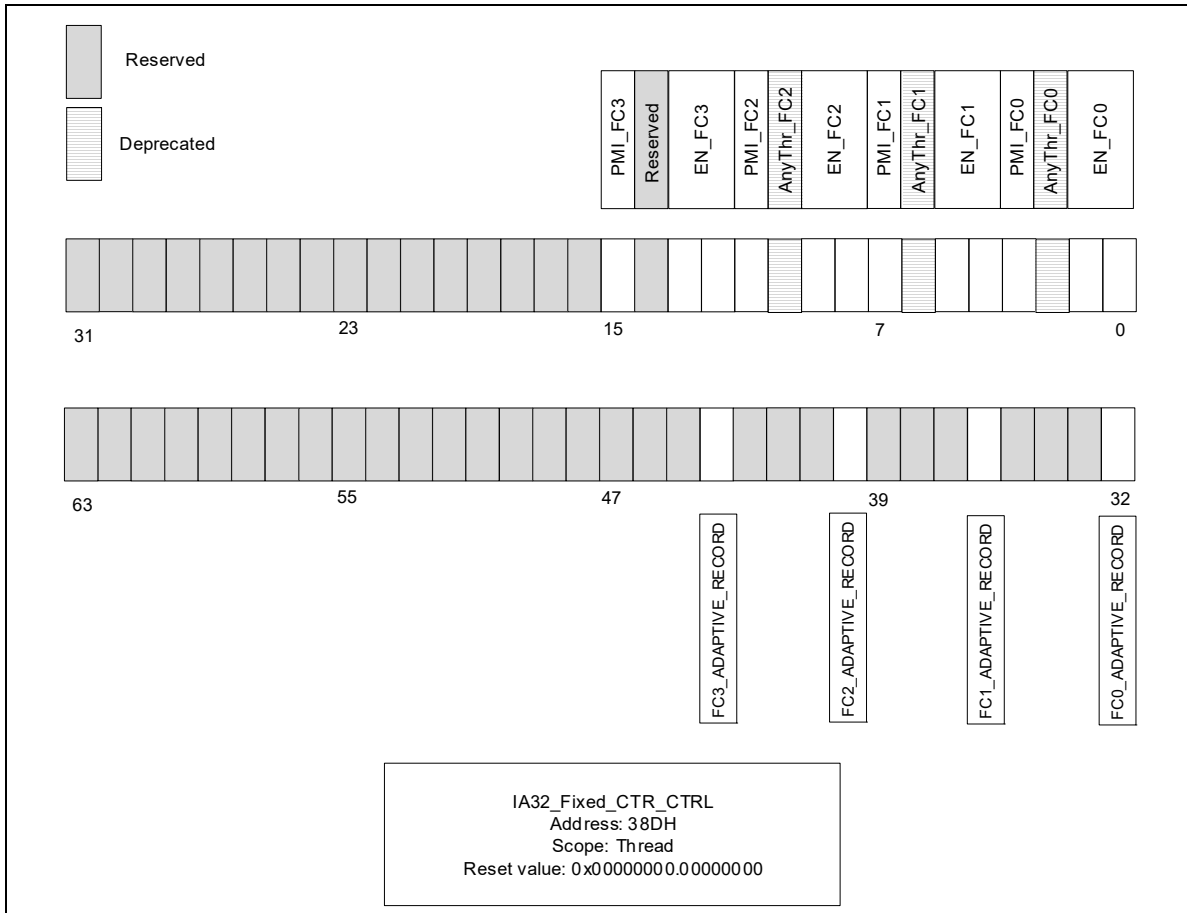 Reserved
Deprecated
PMI_FC3
Reserved
EN_FC3
PMI_FC2
AnyThr_FC2
EN_FC2
PMI_FC1
AnyThr_FC1
EN_FC1
PMI_FC0
AnyThr_FC0
EN_FC0
31 23 15 7 0
63 55 47 39 32
FC3_ADAPTIVE_RECORD
FC2_ADAPTIVE_RECORD
FC1_ADAPTIVE_RECORD
FC0_ADAPTIVE_RECORD
IA32_Fixed_CTR_CTRL
Address: 38DH
Scope: Thread
Reset value: 0x00000000.00000000